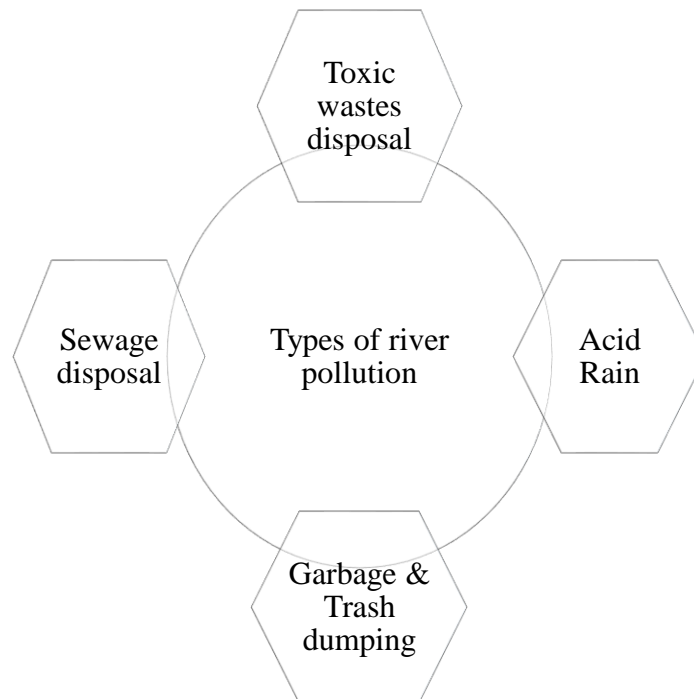 Toxic
wastes
disposal
Sewage
disposal
Types of river
pollution
Acid
Rain
Garbage &
Trash
dumping